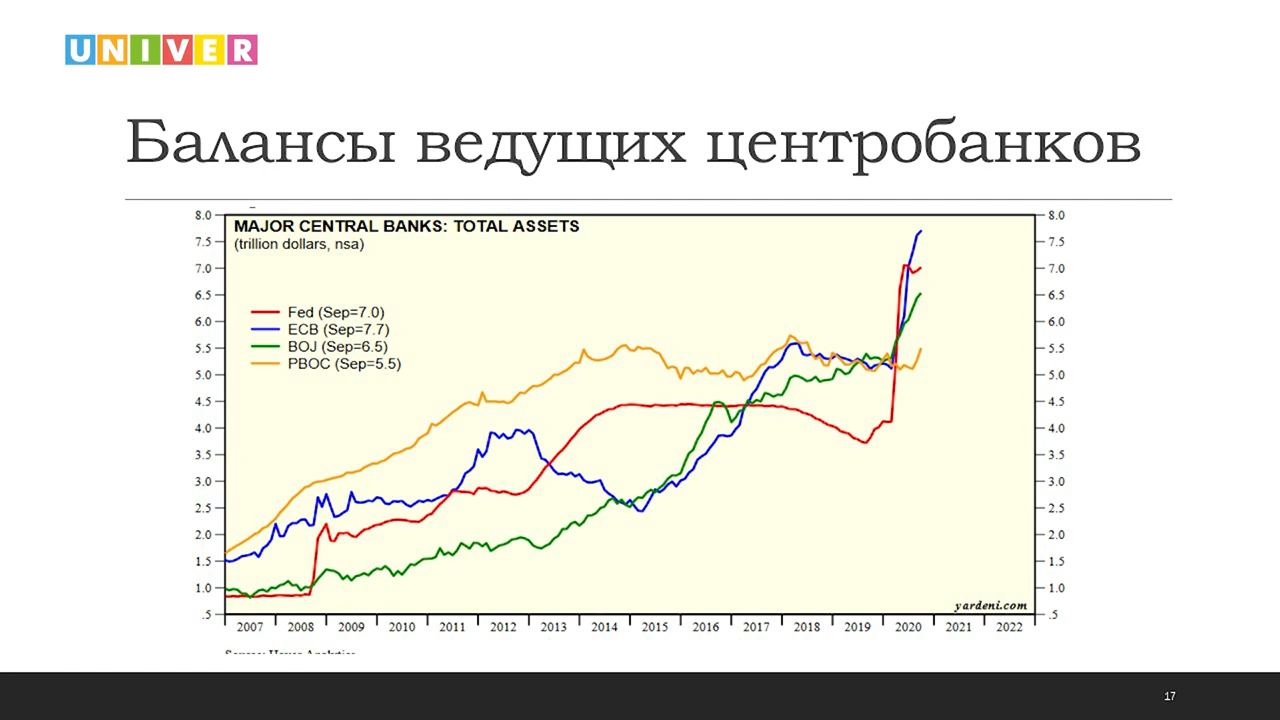 UNIVER
Балансы ведущих центробанков
MAJOR CENTRAL BANKS: TOTAL ASSETS
(trillion dollars, nsa)
Fed (Sep=7.0)
ECB (Sep=7.7)
BOJ (Sep=6.5)
PBOC (Sep=5.5)
8.0 8.0
7.5 7.5
7.0 7.0
6.5 6.5
6.0 6.0
5.5 5.5
5.0 5.0
4.5 4.5
4.0 4.0
3.5 3.5
3.0 3.0
2.5 2.5
2.0 2.0
1.5 1.5
1.0 1.0
.5 .5
yardeni.com
2007 2008 2009 2010 2011 2012 2013 2014 2015 2016 2017 2018 2019 2020 2021 2022
17